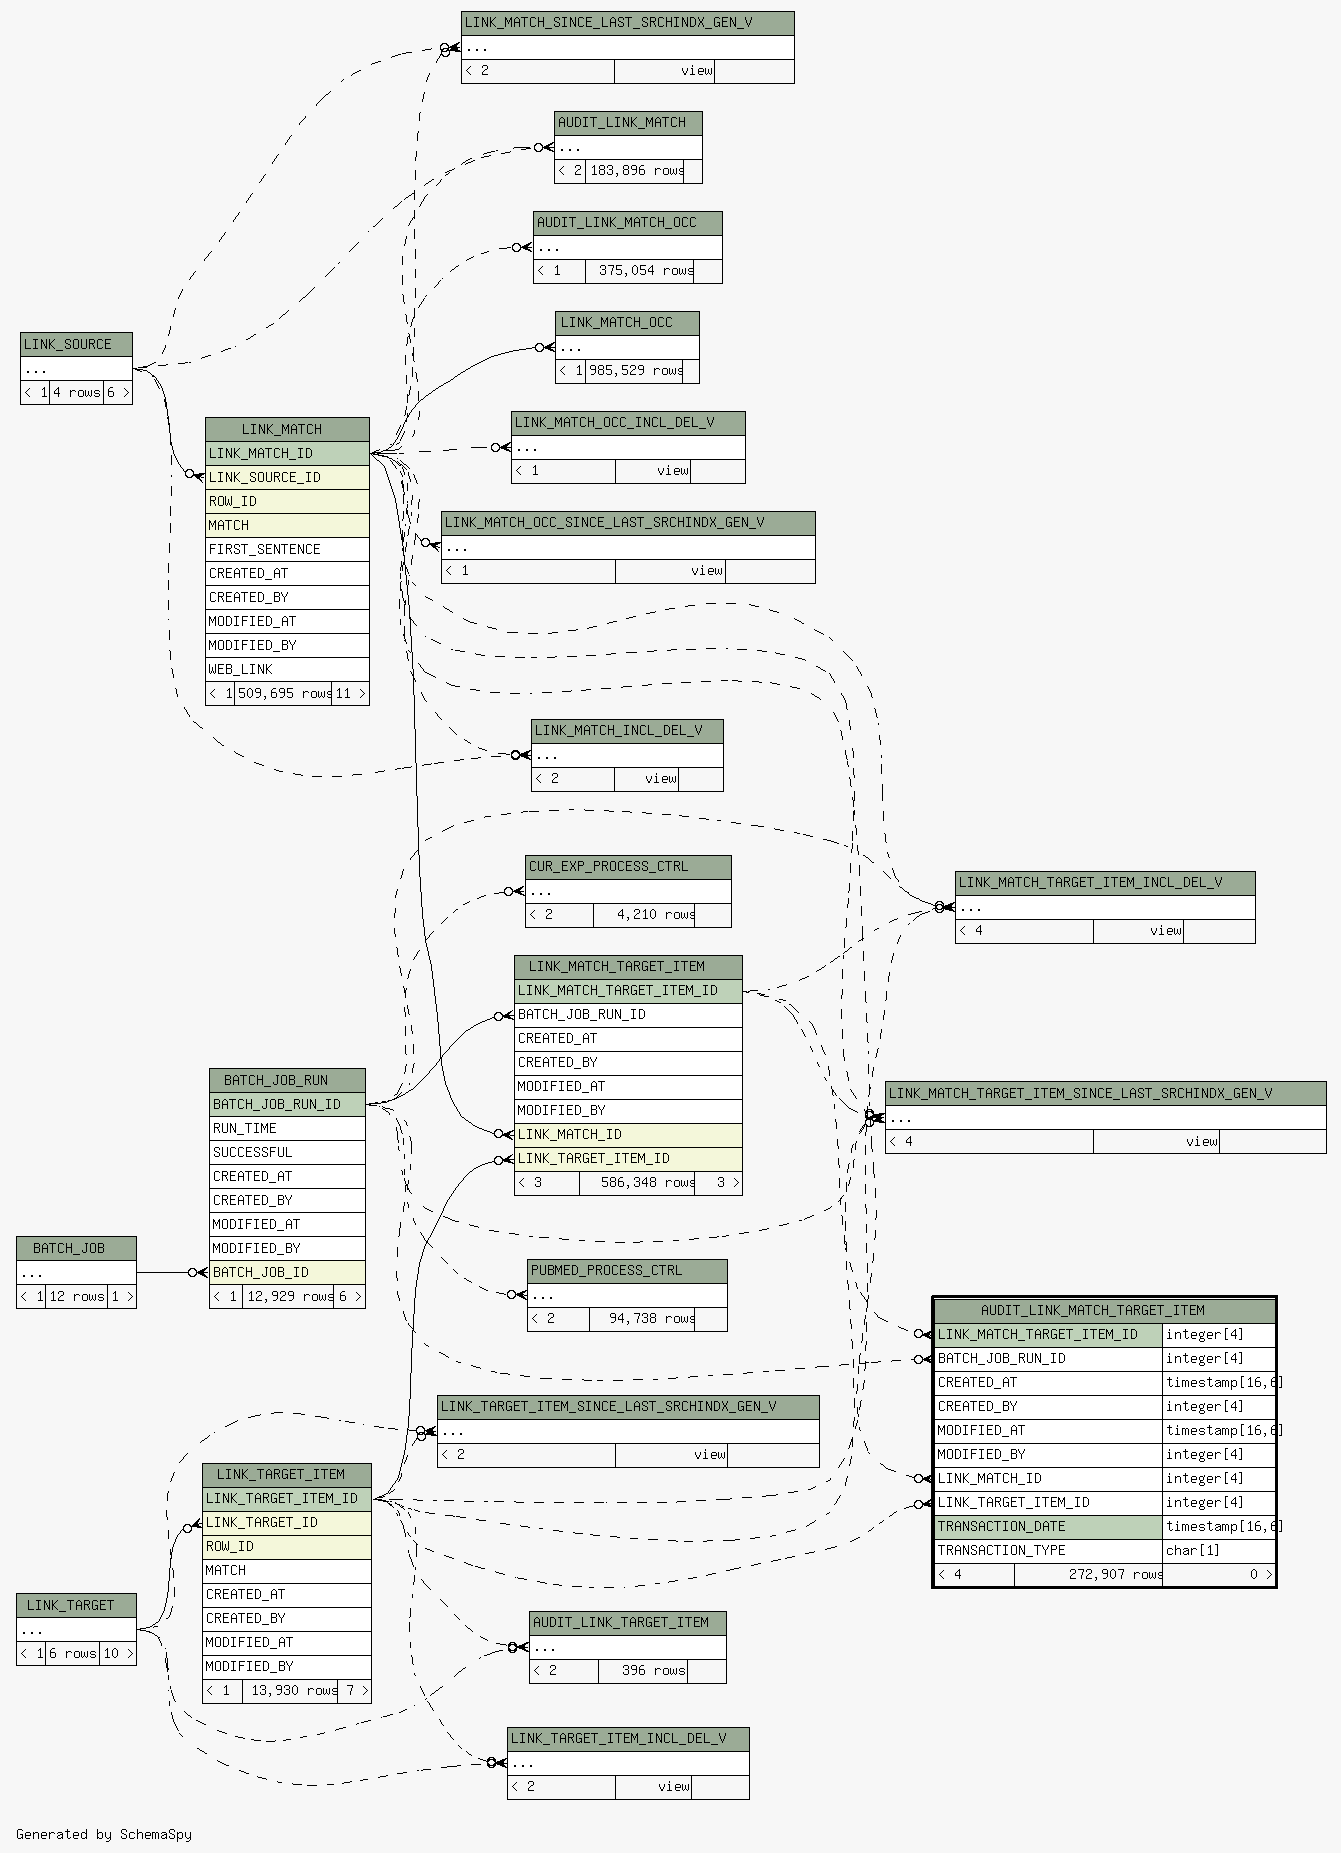 LINK_MATCH_SINCE_LAST_SRCHINDX_GEN_V
...
< 2 view
AUDIT_LINK_MATCH
...
< 2 183,896 rows
AUDIT_LINK_MATCH_OCC
...
< 1 375,054 rows
LINK_MATCH_OCC
...
< 1 985,529 rows
LINK_SOURCE
...
< 1 4 rows 6 >
LINK_MATCH
LINK_MATCH_ID
LINK_SOURCE_ID
ROW_ID
MATCH
FIRST_SENTENCE
CREATED_AT
CREATED_BY
MODIFIED_AT
MODIFIED_BY
WEB_LINK
< 1 509,695 rows 11 >
LINK_MATCH_OCC_INCL_DEL_V
...
< 1 view
LINK_MATCH_OCC_SINCE_LAST_SRCHINDX_GEN_V
...
< 1 view
LINK_MATCH_INCL_DEL_V
...
< 2 view
CUR_EXP_PROCESS_CTRL
...
< 2 4,210 rows
LINK_MATCH_TARGET_ITEM_INCL_DEL_V
...
< 4 view
LINK_MATCH_TARGET_ITEM
LINK_MATCH_TARGET_ITEM_ID
BATCH_JOB_RUN_ID
CREATED_AT
CREATED_BY
MODIFIED_AT
MODIFIED_BY
LINK_MATCH_ID
LINK_TARGET_ITEM_ID
< 3 586,348 rows 3 >
LINK_MATCH_TARGET_ITEM_SINCE_LAST_SRCHINDX_GEN_V
...
< 4 view
BATCH_JOB_RUN
BATCH_JOB_RUN_ID
RUN_TIME
SUCCESSFUL
CREATED_AT
CREATED_BY
MODIFIED_AT
MODIFIED_BY
BATCH_JOB_ID
< 1 12,929 rows 6 >
BATCH_JOB
...
< 1 12 rows 1 >
PUBMED_PROCESS_CTRL
...
< 2 94,738 rows
AUDIT_LINK_MATCH_TARGET_ITEM
LINK_MATCH_TARGET_ITEM_ID integer[4]
BATCH_JOB_RUN_ID integer[4]
CREATED_AT timestamp[16,6]
CREATED_BY integer[4]
MODIFIED_AT timestamp[16,6]
MODIFIED_BY integer[4]
LINK_MATCH_ID integer[4]
LINK_TARGET_ITEM_ID integer[4]
TRANSACTION_DATE timestamp[16,6]
TRANSACTION_TYPE char[1]
< 4 272,907 rows 0 >
LINK_TARGET_ITEM_SINCE_LAST_SRCHINDX_GEN_V
...
< 2 view
LINK_TARGET_ITEM
LINK_TARGET_ITEM_ID
LINK_TARGET_ID
ROW_ID
MATCH
CREATED_AT
CREATED_BY
MODIFIED_AT
MODIFIED_BY
< 1 13,930 rows 7 >
LINK_TARGET
...
< 1 6 rows 10 >
AUDIT_LINK_TARGET_ITEM
...
< 2 396 rows
LINK_TARGET_ITEM_INCL_DEL_V
...
< 2 view
Generated by SchemaSpy